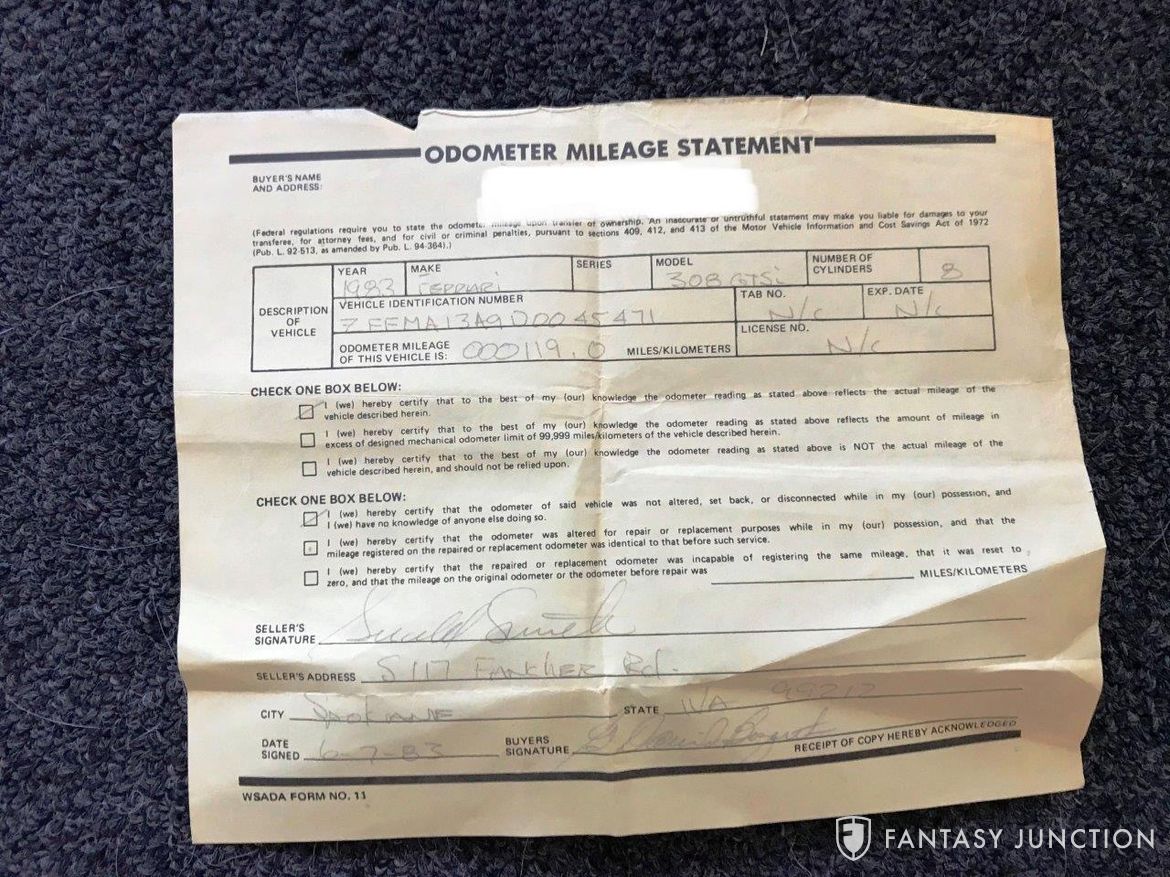 ODOMETER MILEAGE STATEMENT
BUYER'S NAME
AND ADDRESS:
(Federal regulations require you to state the odometer mileage upon transfer of ownership. An inaccurate or untruthful statement may make you liable for damages to your
transferee, for attorney fees, and for civil or criminal penalties, pursuant to sections 409, 412, and 413 of the Motor Vehicle Information and Cost Savings Act of 1972
(Pub. L. 92-513, as amended by Pub. L. 94-364).)
DESCRIPTION
OF
VEHICLE
YEAR MAKE SERIES MODEL NUMBER OF
CYLINDERS
1983 Ferrari 308 GTSi 8
VEHICLE IDENTIFICATION NUMBER TAB NO. EXP. DATE
ZFFMA13A9D0045471 N/c N/c
ODOMETER MILEAGE
OF THIS VEHICLE IS: 000119.0 MILES/KILOMETERS
LICENSE NO.
N/c
CHECK ONE BOX BELOW:
I (we) hereby certify that to the best of my (our) knowledge the odometer reading as stated above reflects the actual mileage of the
vehicle described herein.
I (we) hereby certify that to the best of my (our) knowledge the odometer reading as stated above reflects the amount of mileage in
excess of designed mechanical odometer limit of 99,999 miles/kilometers of the vehicle described herein.
I (we) hereby certify that to the best of my (our) knowledge the odometer reading as stated above is NOT the actual mileage of the
vehicle described herein, and should not be relied upon.
CHECK ONE BOX BELOW:
I (we) hereby certify that the odometer of said vehicle was not altered, set back, or disconnected while in my (our) possession, and
I (we) have no knowledge of anyone else doing so.
I (we) hereby certify that the odometer was altered for repair or replacement purposes while in my (our) possession, and that the
mileage registered on the repaired or replacement odometer was identical to that before such service.
I (we) hereby certify that the repaired or replacement odometer was incapable of registering the same mileage, that it was reset to
zero, and that the mileage on the original odometer or the odometer before repair was MILES/KILOMETERS
SELLER'S
SIGNATURE Smith
SELLER'S ADDRESS S 117 FANCHER Rd.
CITY SPOKANE STATE WA 99212
DATE
SIGNED 6-7-83
BUYERS
SIGNATURE
RECEIPT OF COPY HEREBY ACKNOWLEDGED
WSADA FORM NO. 11
FANTASY JUNCTION